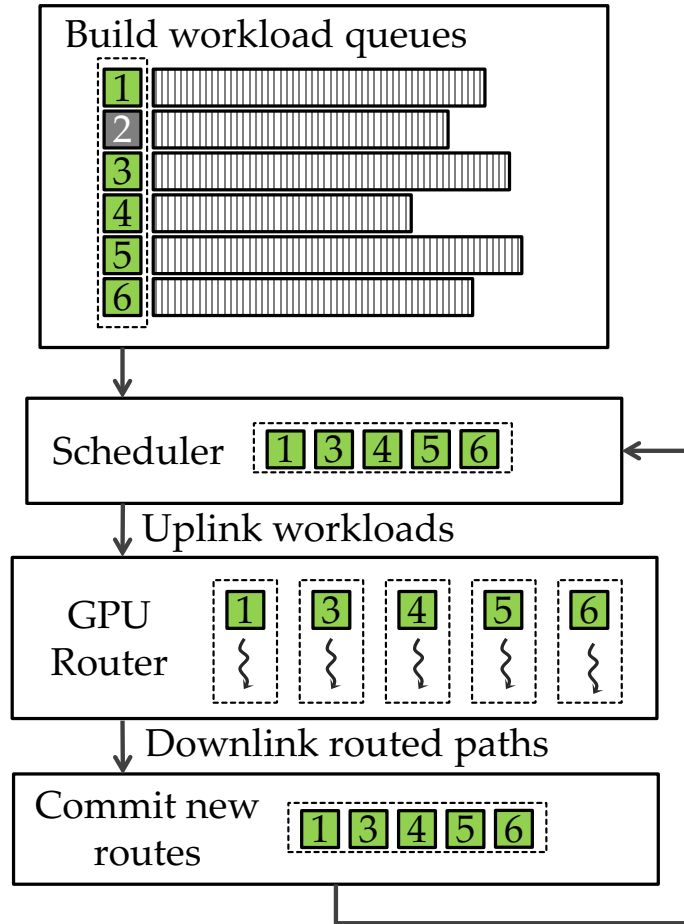 Build workload queues
1
2
3
4
5
6
Scheduler 1 3 4 5 6
Uplink workloads
GPU
Router
1 3 4 5 6
Downlink routed paths
Commit new
routes
1 3 4 5 6